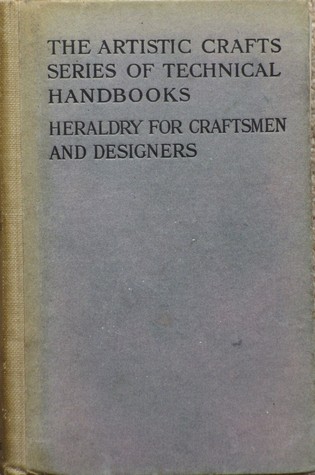 THE ARTISTIC CRAFTS
SERIES OF TECHNICAL
HANDBOOKS
HERALDRY FOR CRAFTSMEN
AND DESIGNERS